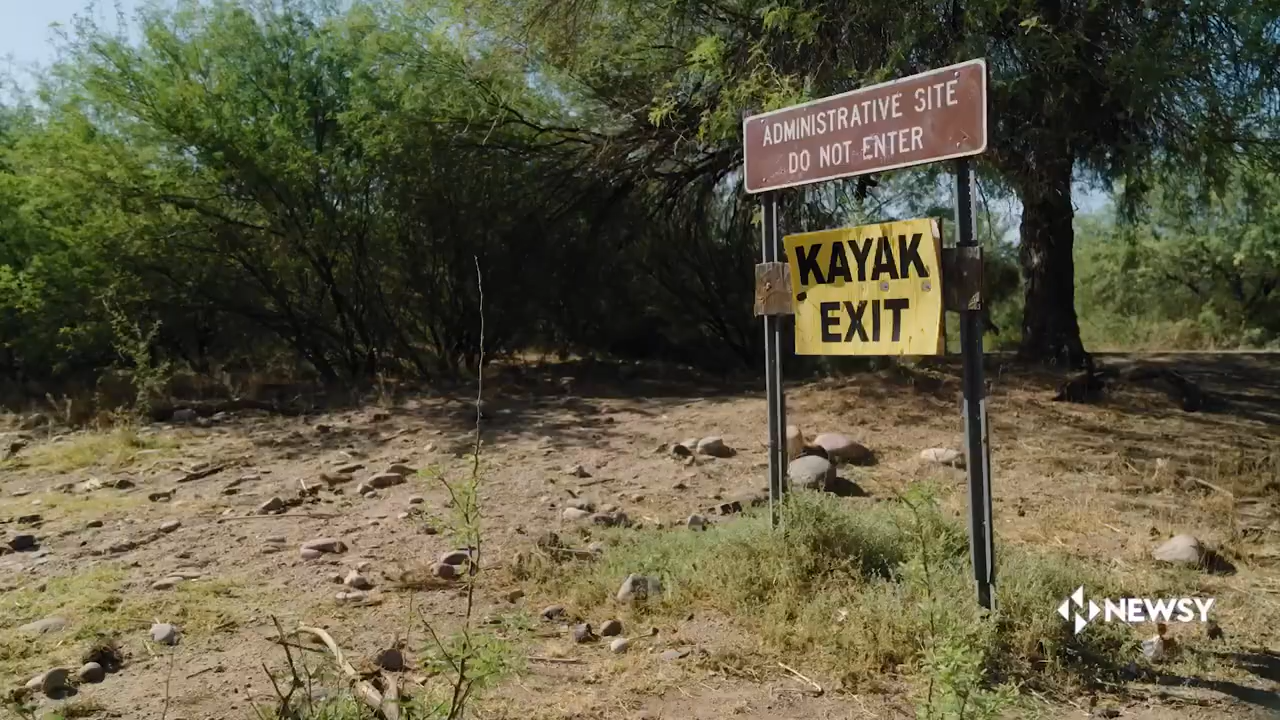 ADMINISTRATIVE SITE
DO NOT ENTER
KAYAK
EXIT
NEWSY